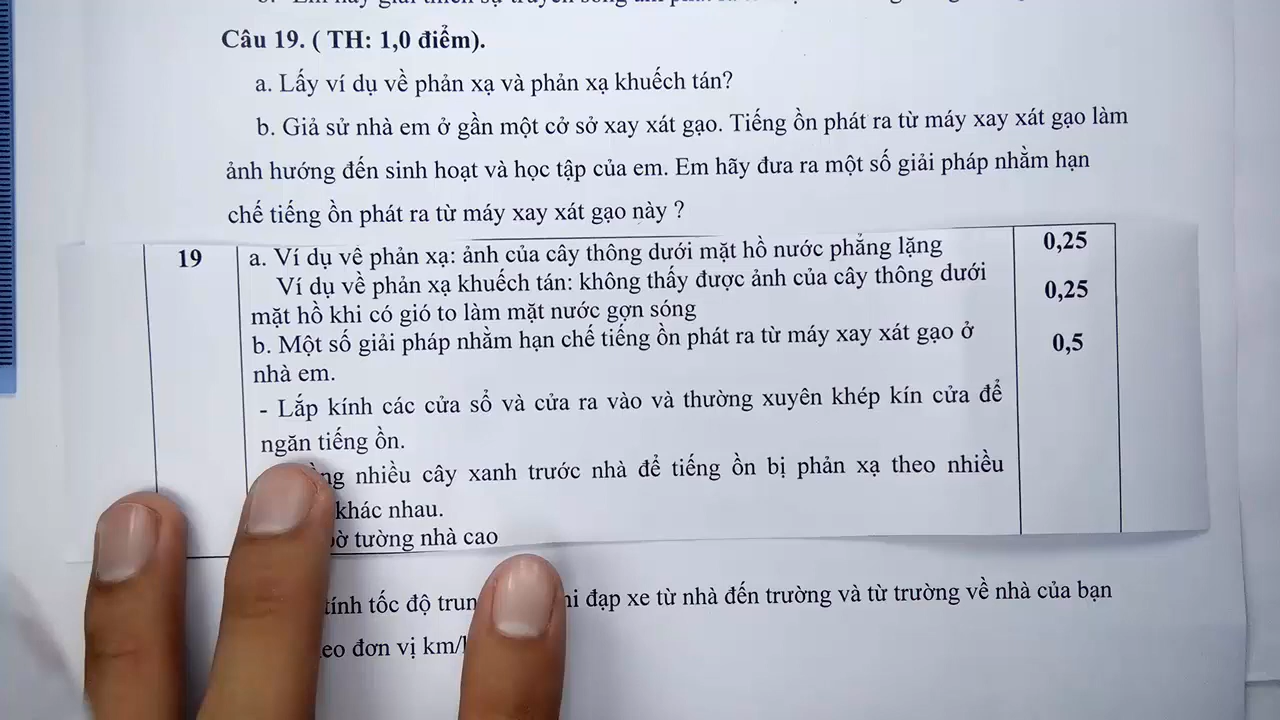 Câu 19. ( TH: 1,0 điểm).
a. Lấy ví dụ về phản xạ và phản xạ khuếch tán?
b. Giả sử nhà em ở gần một cở sở xay xát gạo. Tiếng ồn phát ra từ máy xay xát gạo làm
ảnh hướng đến sinh hoạt và học tập của em. Em hãy đưa ra một số giải pháp nhằm hạn
chế tiếng ồn phát ra từ máy xay xát gạo này ?
19
a. Ví dụ về phản xạ: ảnh của cây thông dưới mặt hồ nước phẳng lặng
0,25
Ví dụ về phản xạ khuếch tán: không thấy được ảnh của cây thông dưới
0,25
mặt hồ khi có gió to làm mặt nước gợn sóng
b. Một số giải pháp nhằm hạn chế tiếng ồn phát ra từ máy xay xát gạo ở
0,5
nhà em.
- Lắp kính các cửa sổ và cửa ra vào và thường xuyên khép kín cửa để
ngăn tiếng ồn.
nhiều cây xanh trước nhà để tiếng ồn bị phản xạ theo nhiều
khác nhau.
tường nhà cao
tính tốc độ đạp xe từ nhà đến trường và từ trường về nhà của bạn
đơn vị